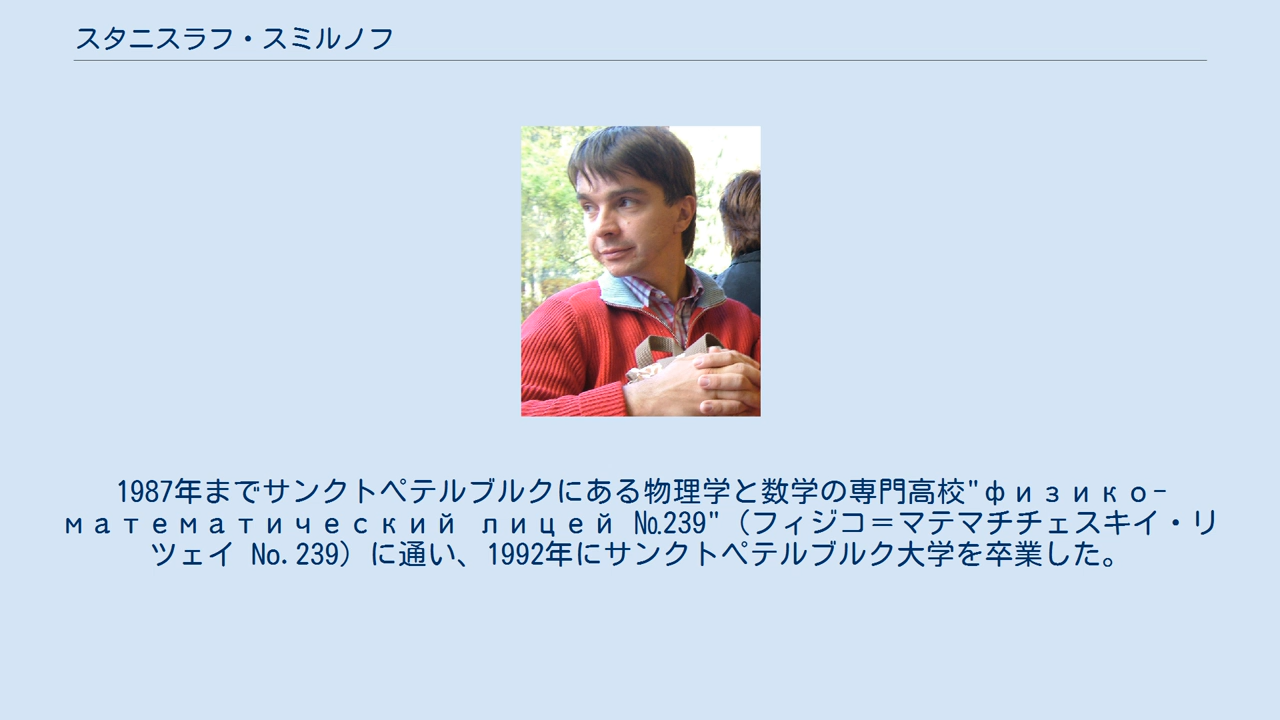 スタニスラフ・スミルノフ
1987年までサンクトペテルブルクにある物理学と数学の専門高校"физико-
математический лицей №239"（フィジコ＝マテマチチェスキイ・リ
ツェイ No.239）に通い、1992年にサンクトペテルブルク大学を卒業した。